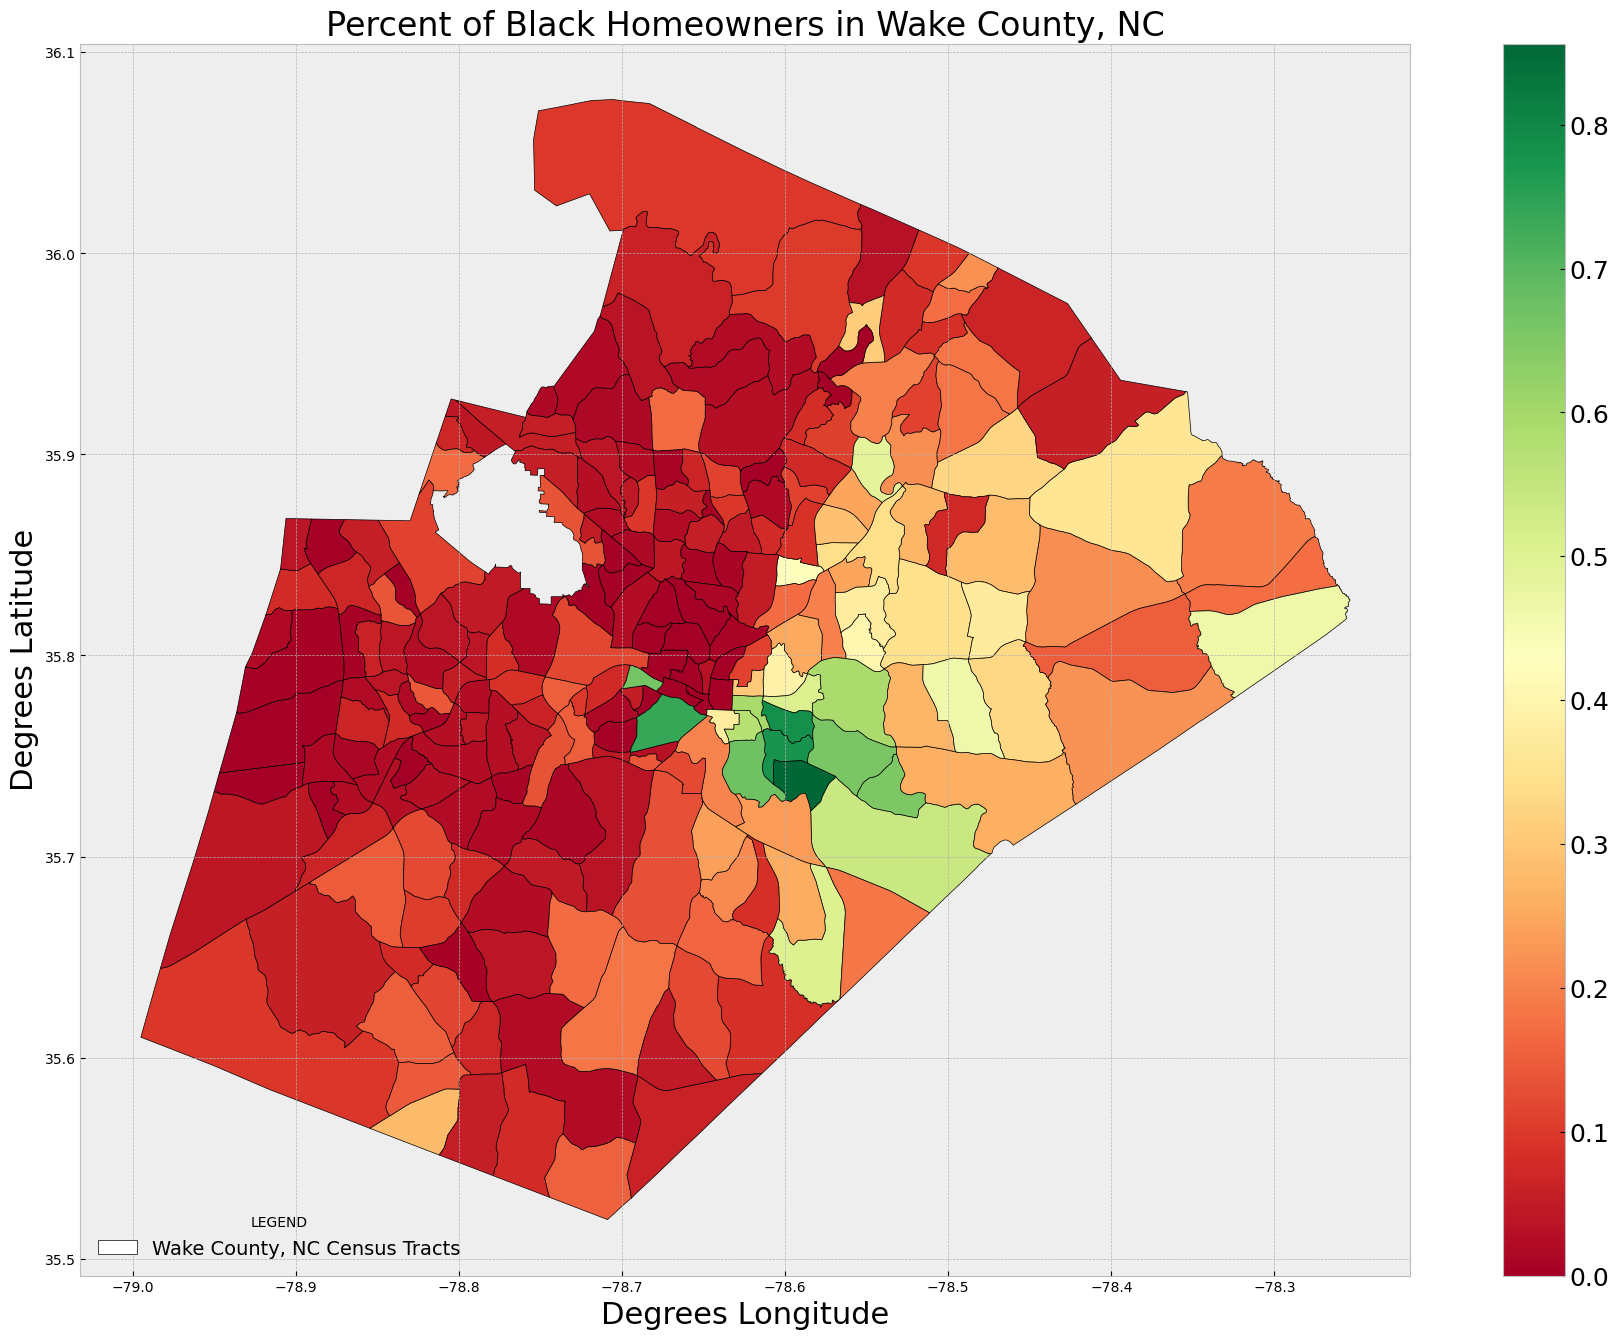 Percent of Black Homeowners in Wake County, NC
36.1
36.0
35.9
35.8
35.7
35.6
35.5
Degrees Latitude
−79.0 −78.9 −78.8 −78.7 −78.6 −78.5 −78.4 −78.3
Degrees Longitude
LEGEND
Wake County, NC Census Tracts
0.8
0.7
0.6
0.5
0.4
0.3
0.2
0.1
0.0